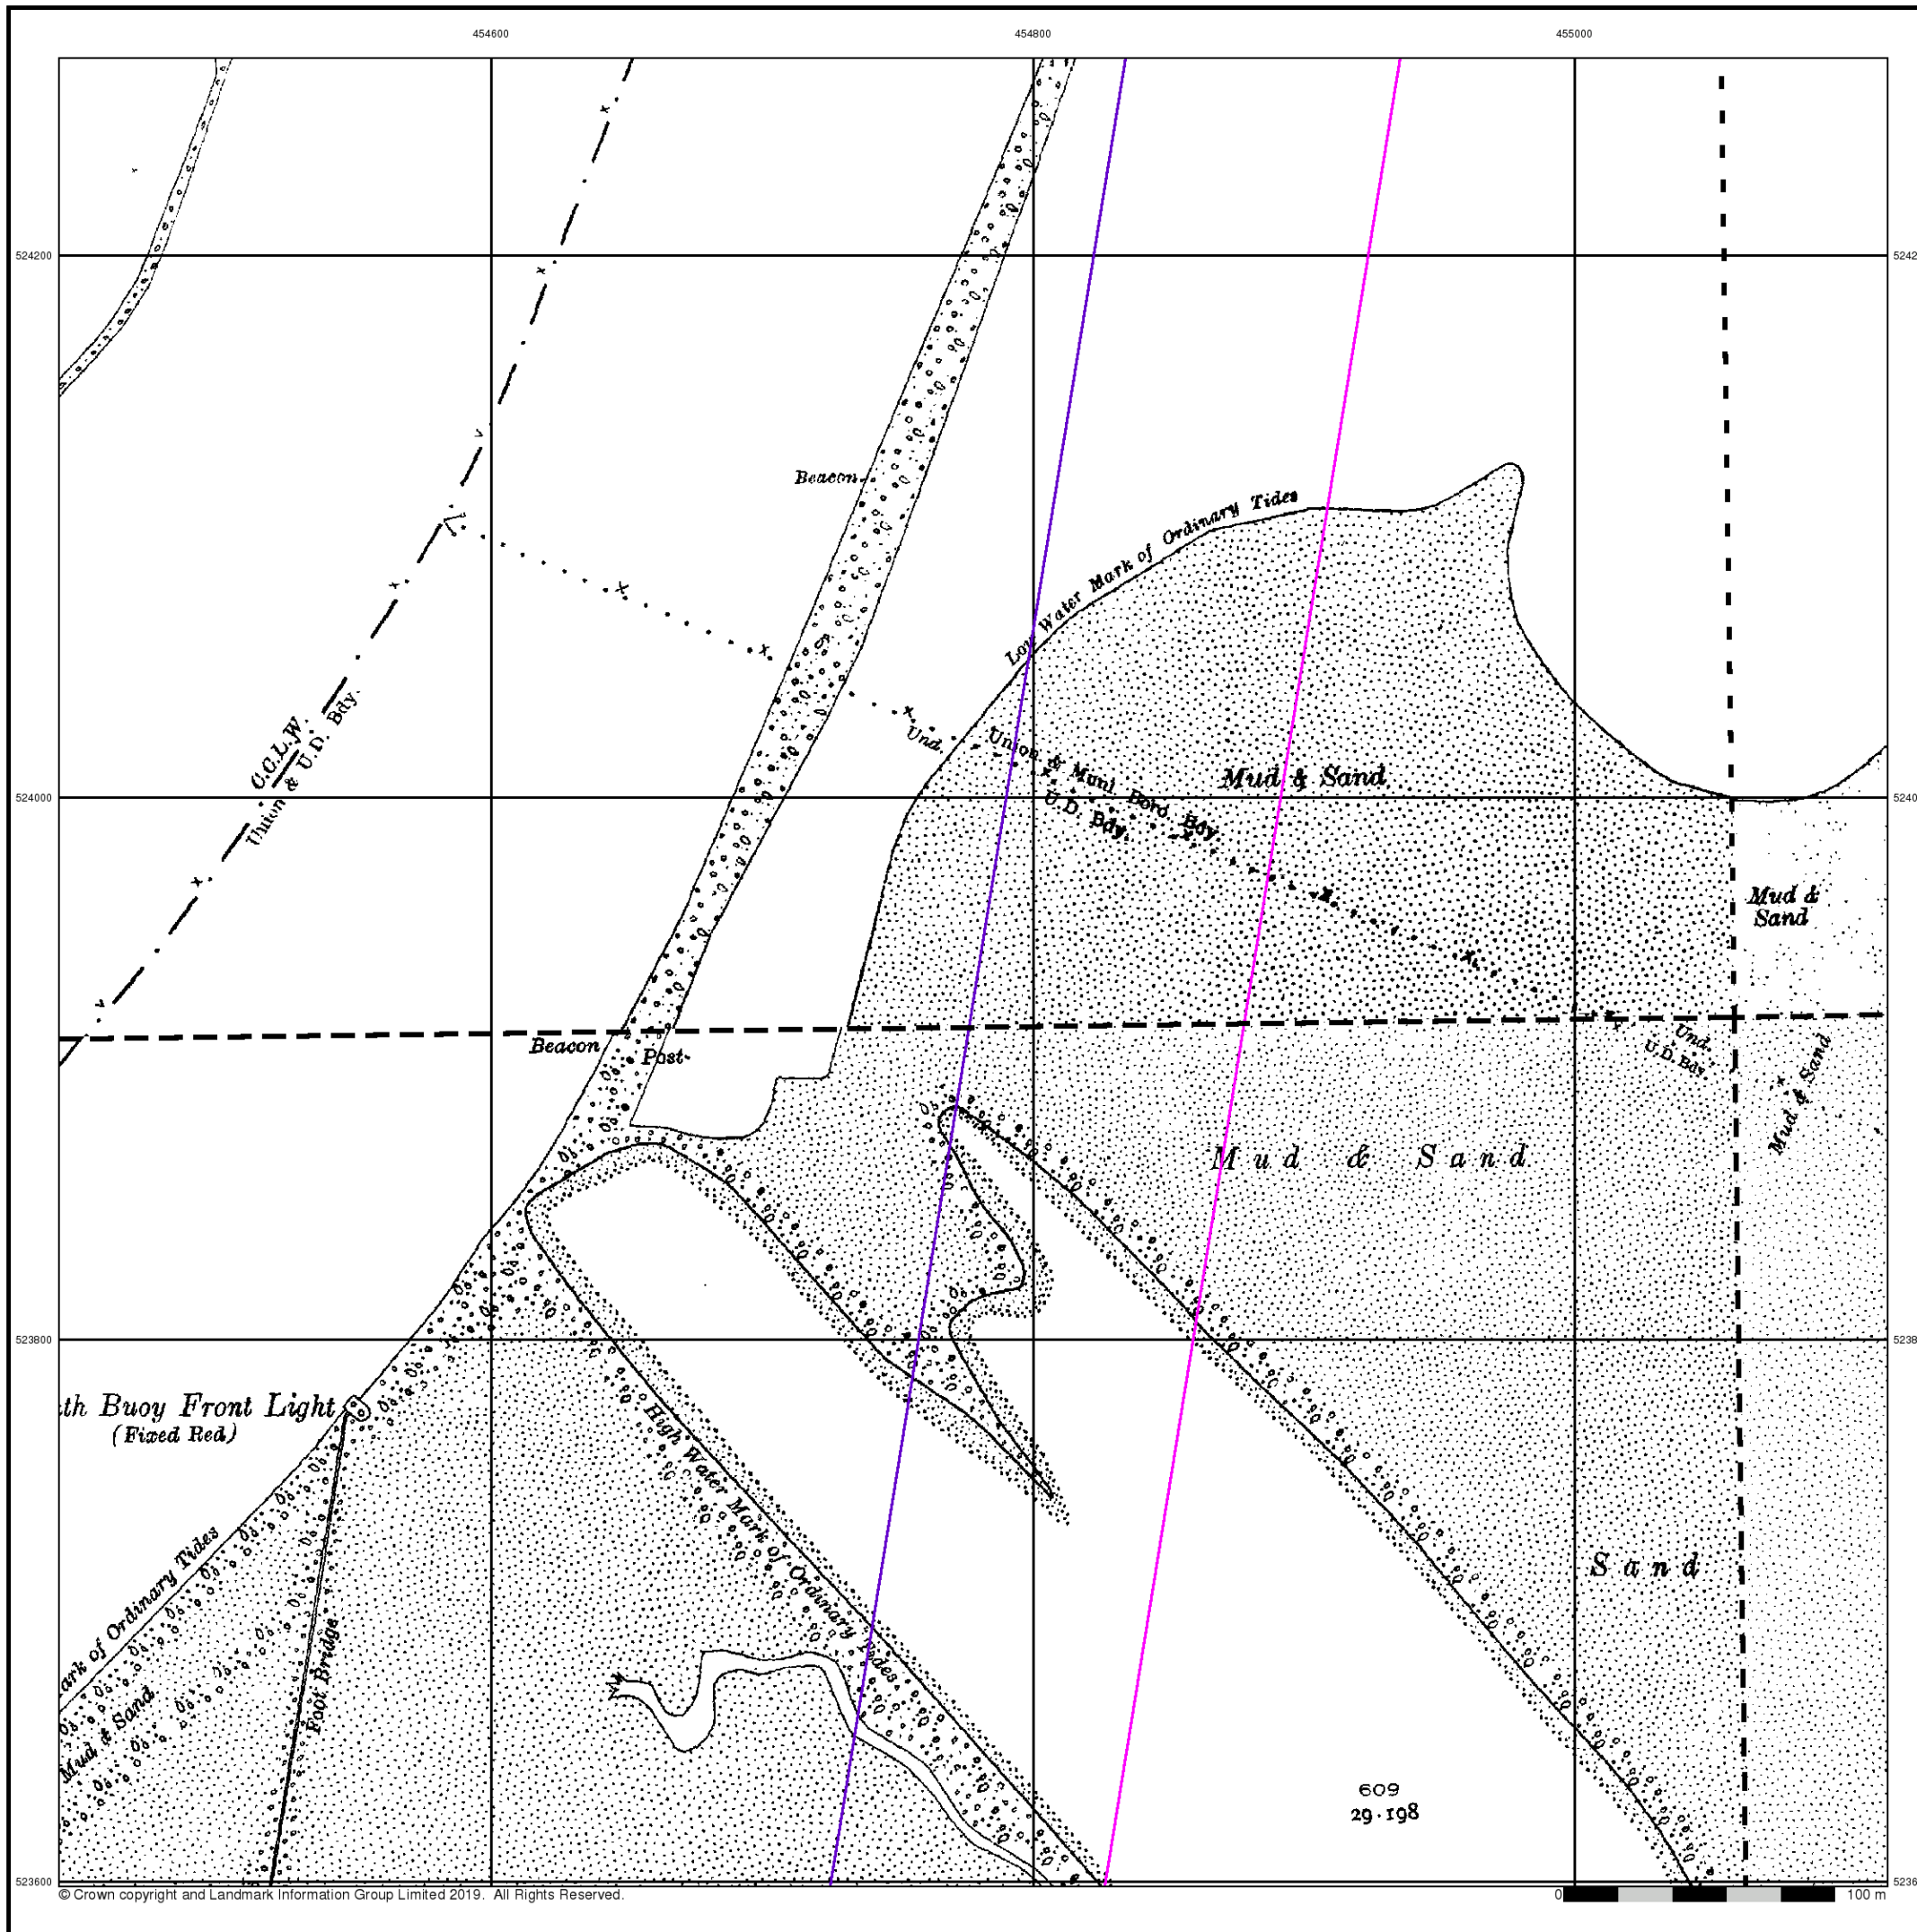 454600 454800 455000
524200
Beacon
Low Water Mark of Ordinary Tides
C.C.L.W.
Union & U.D. Bdy.
Und.
Union & Muni Boro Bdy.
U.D. Bdy.
Mud & Sand
524000
Mud &
Sand
Beacon
Post
Und.
U.D. Bdy.
Mud & Sand
Mud & Sand
523800
th Buoy Front Light
(Fixed Red)
High Water Mark of Ordinary Tides
ark of Ordinary Tides
Mud & Sand
Foot Bridge
Sand
609
29·198
523600
© Crown copyright and Landmark Information Group Limited 2019. All Rights Reserved.
0 100 m